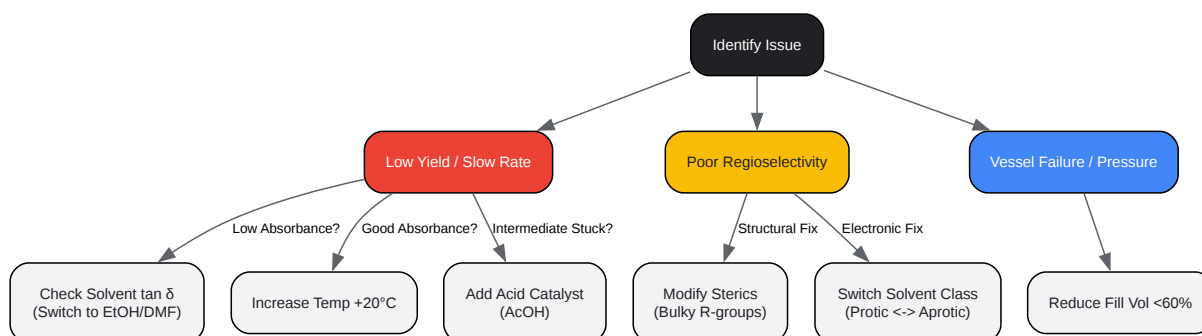 Identify Issue
Low Yield / Slow Rate
Poor Regioselectivity
Vessel Failure / Pressure
Low Absorbance?
Good Absorbance?
Intermediate Stuck?
Structural Fix
Electronic Fix
Check Solvent tan δ
(Switch to EtOH/DMF)
Increase Temp +20°C
Add Acid Catalyst
(AcOH)
Modify Sterics
(Bulky R-groups)
Switch Solvent Class
(Protic <-> Aprotic)
Reduce Fill Vol <60%